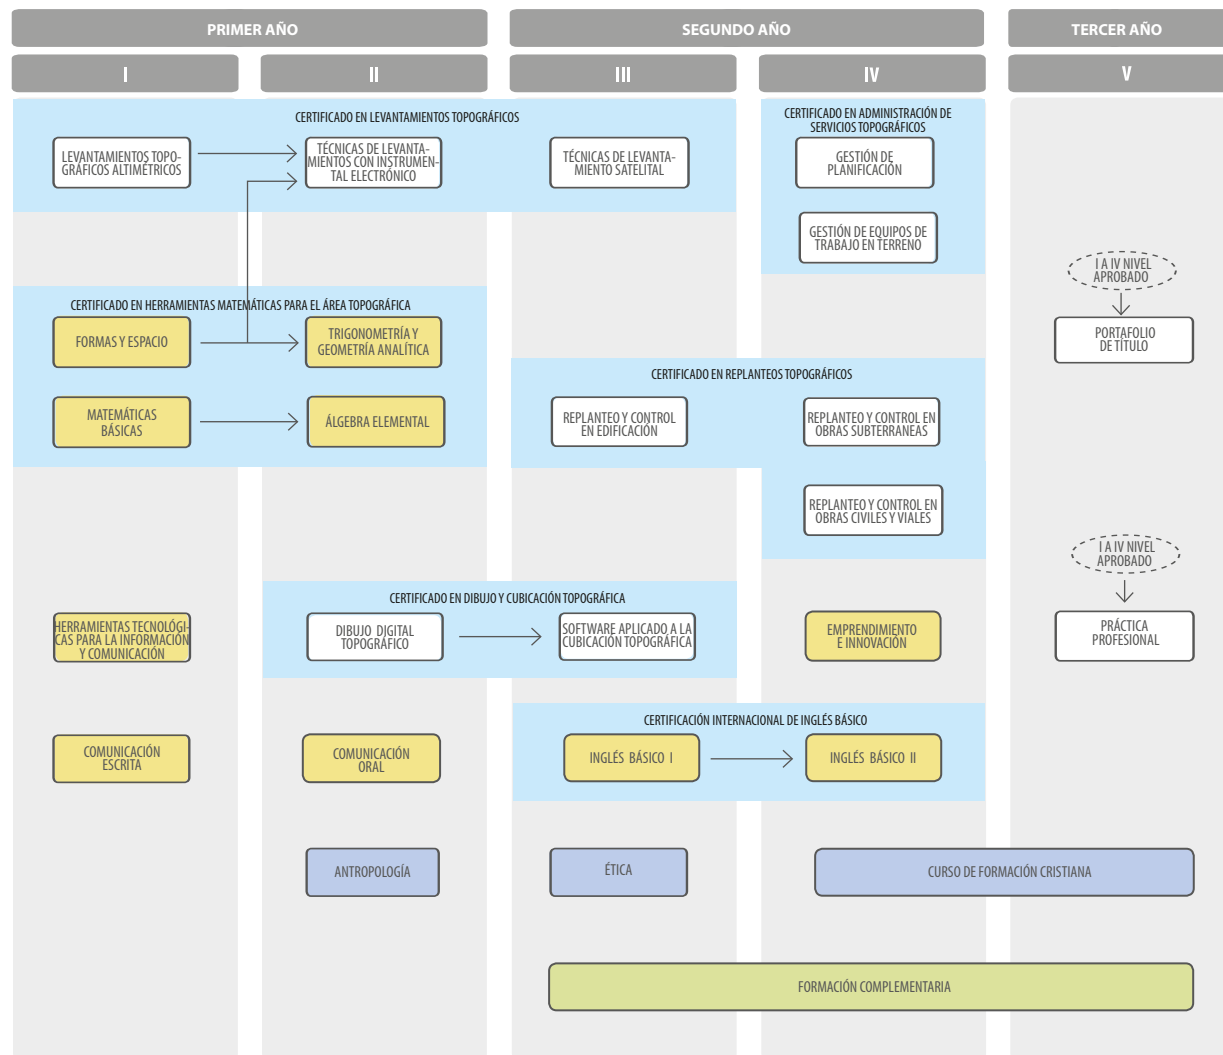 PRIMER AÑO
SEGUNDO AÑO
TERCER AÑO
I
II
III
IV
V
CERTIFICADO EN LEVANTAMIENTOS TOPOGRÁFICOS
LEVANTAMIENTOS TOPO-
GRÁFICOS ALTIMÉTRICOS
TÉCNICAS DE LEVANTA-
MIENTOS CON INSTRUMEN-
TAL ELECTRÓNICO
TÉCNICAS DE LEVANTA-
MIENTO SATELITAL
CERTIFICADO EN ADMINISTRACIÓN DE
SERVICIOS TOPOGRÁFICOS
GESTIÓN DE
PLANIFICACIÓN
GESTIÓN DE EQUIPOS DE
TRABAJO EN TERRENO
I A IV NIVEL
APROBADO
PORTAFOLIO
DE TÍTULO
CERTIFICADO EN HERRAMIENTAS MATEMÁTICAS PARA EL ÁREA TOPOGRÁFICA
FORMAS Y ESPACIO
TRIGONOMETRÍA Y
GEOMETRÍA ANALÍTICA
MATEMÁTICAS
BÁSICAS
ÁLGEBRA ELEMENTAL
CERTIFICADO EN REPLANTEOS TOPOGRÁFICOS
REPLANTEO Y CONTROL
EN EDIFICACIÓN
REPLANTEO Y CONTROL EN
OBRAS SUBTERRANEAS
REPLANTEO Y CONTROL EN
OBRAS CIVILES Y VIALES
I A IV NIVEL
APROBADO
PRÁCTICA
PROFESIONAL
CERTIFICADO EN DIBUJO Y CUBICACIÓN TOPOGRÁFICA
HERRAMIENTAS TECNOLÓGI-
CAS PARA LA INFORMACIÓN
Y COMUNICACIÓN
DIBUJO DIGITAL
TOPOGRÁFICO
SOFTWARE APLICADO A LA
CUBICACIÓN TOPOGRÁFICA
EMPRENDIMIENTO
E INNOVACIÓN
CERTIFICACIÓN INTERNACIONAL DE INGLÉS BÁSICO
COMUNICACIÓN
ESCRITA
COMUNICACIÓN
ORAL
INGLÉS BÁSICO I
INGLÉS BÁSICO II
ANTROPOLOGÍA
ÉTICA
CURSO DE FORMACIÓN CRISTIANA
FORMACIÓN COMPLEMENTARIA